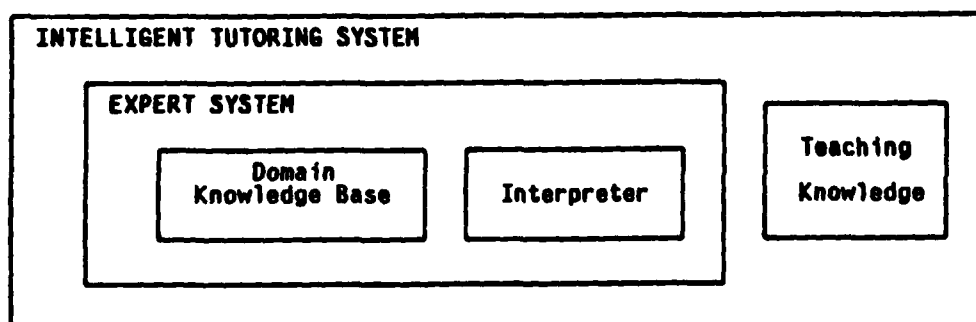 INTELLIGENT TUTORING SYSTEM
EXPERT SYSTEM
Domain
Knowledge Base
Interpreter
Teaching
Knowledge